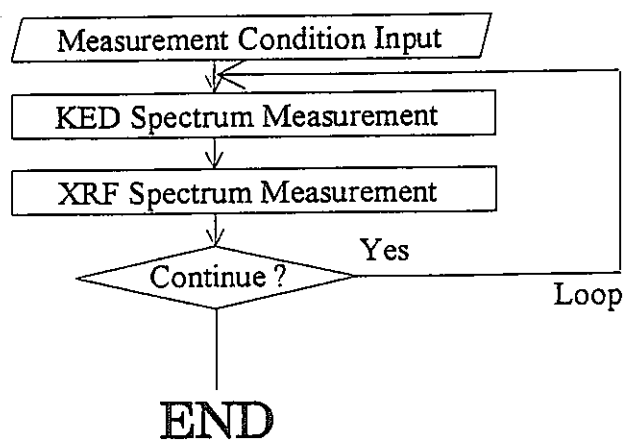 Measurement Condition Input
KED Spectrum Measurement
XRF Spectrum Measurement
Continue ?
Yes
Loop
END